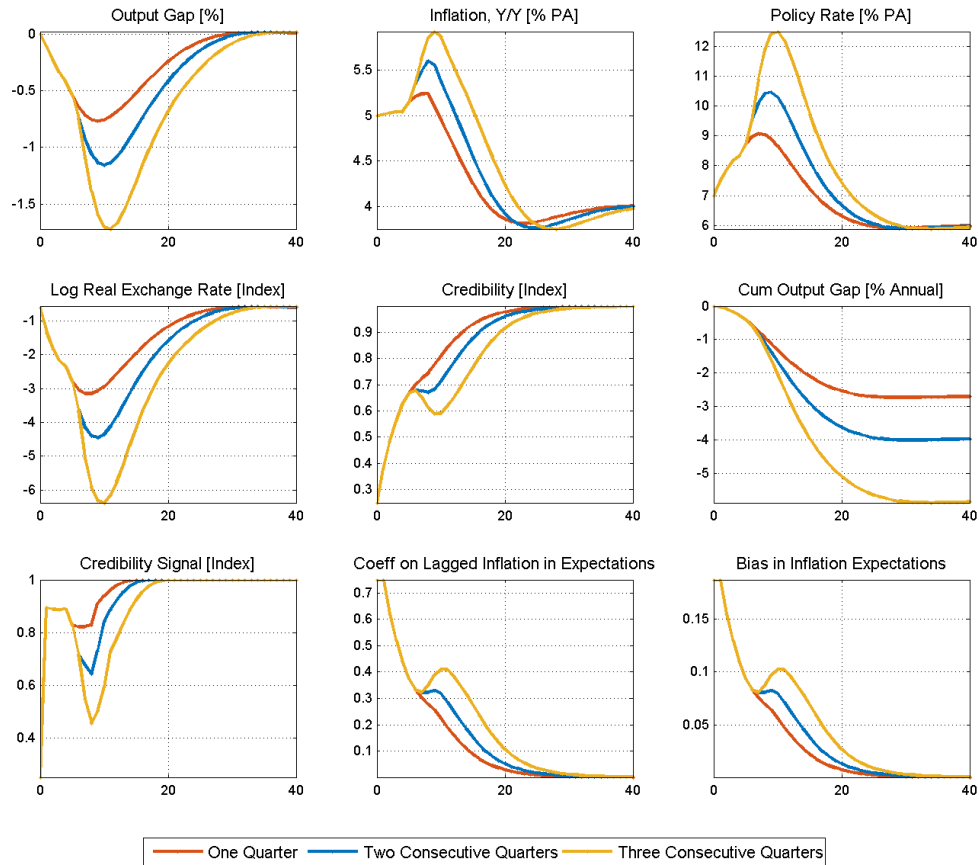 Output Gap [%]
0
-0.5
-1
-1.5
0 20 40
Inflation, Y/Y [% PA]
5.5
5
4.5
4
0 20 40
Policy Rate [% PA]
12
11
10
9
8
7
6
0 20 40
Log Real Exchange Rate [Index]
-1
-2
-3
-4
-5
-6
0 20 40
Credibility [Index]
0.9
0.8
0.7
0.6
0.5
0.4
0.3
0 20 40
Cum Output Gap [% Annual]
0
-1
-2
-3
-4
-5
0 20 40
Credibility Signal [Index]
1
0.8
0.6
0.4
0 20 40
Coeff on Lagged Inflation in Expectations
0.7
0.6
0.5
0.4
0.3
0.2
0.1
0 20 40
Bias in Inflation Expectations
0.15
0.1
0.05
0 20 40
One Quarter Two Consecutive Quarters Three Consecutive Quarters